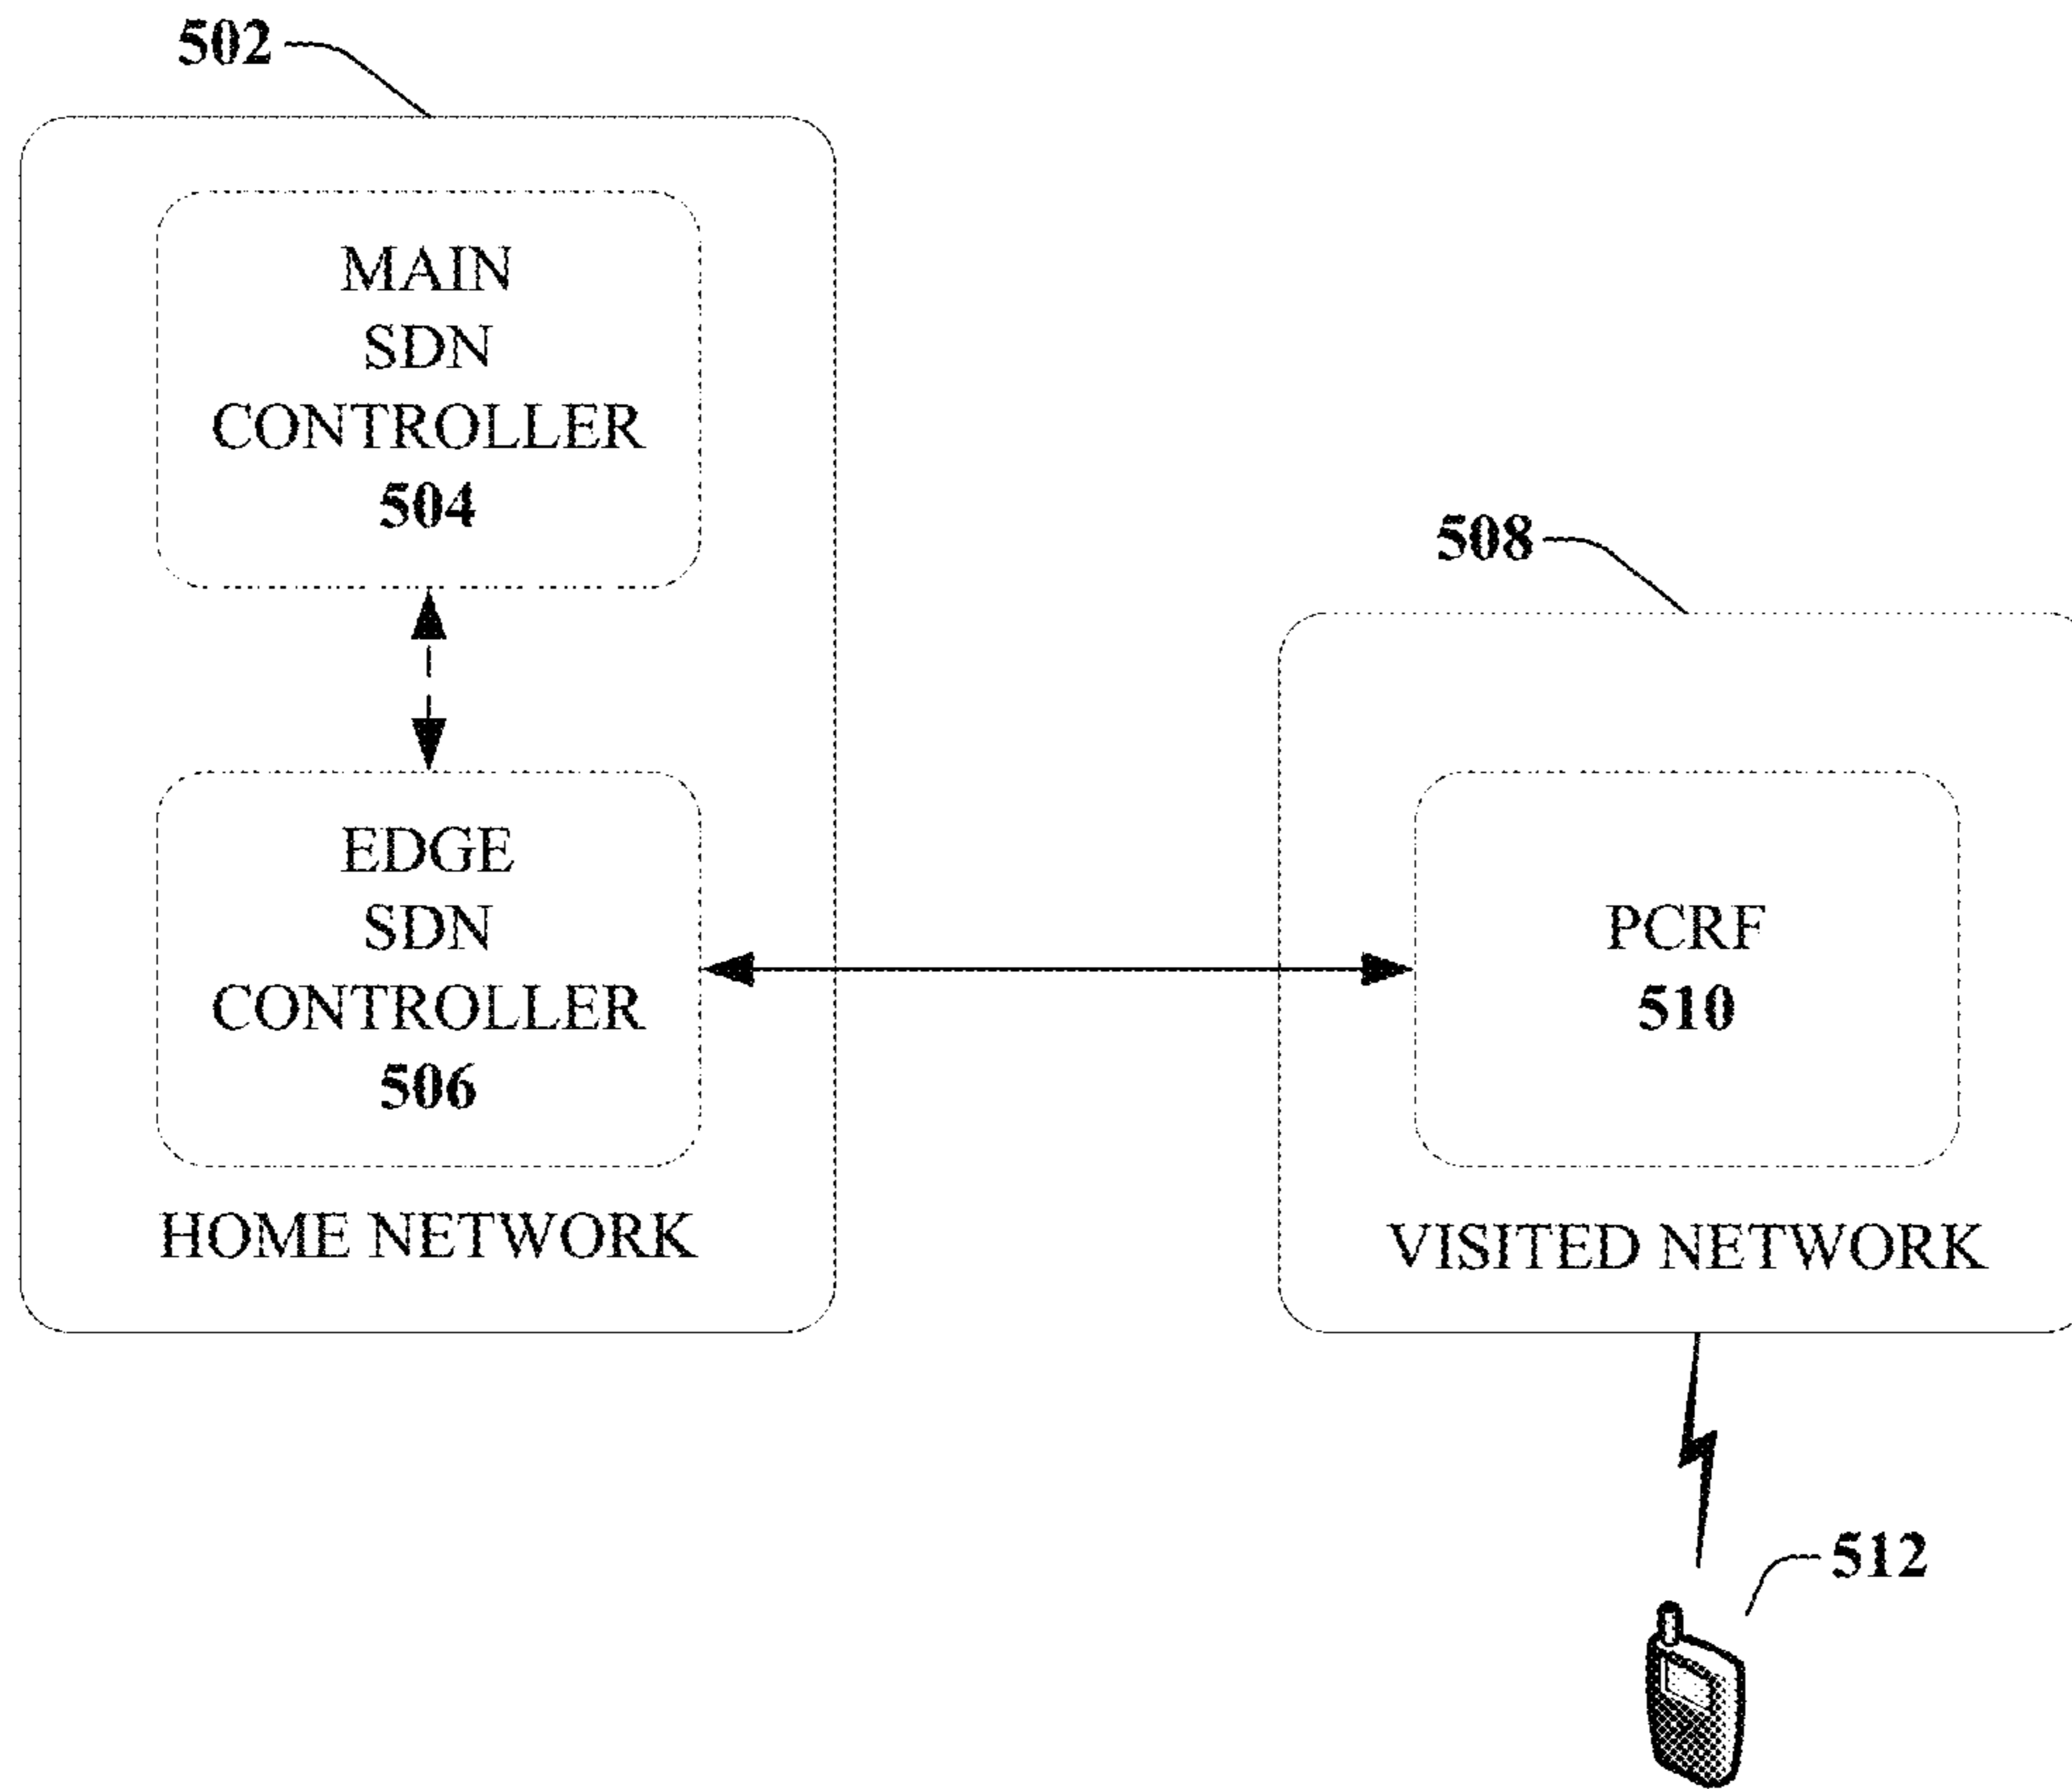 502
MAIN
SDN
CONTROLLER
504
EDGE
SDN
CONTROLLER
506
HOME NETWORK
508
PCRF
510
VISITED NETWORK
512